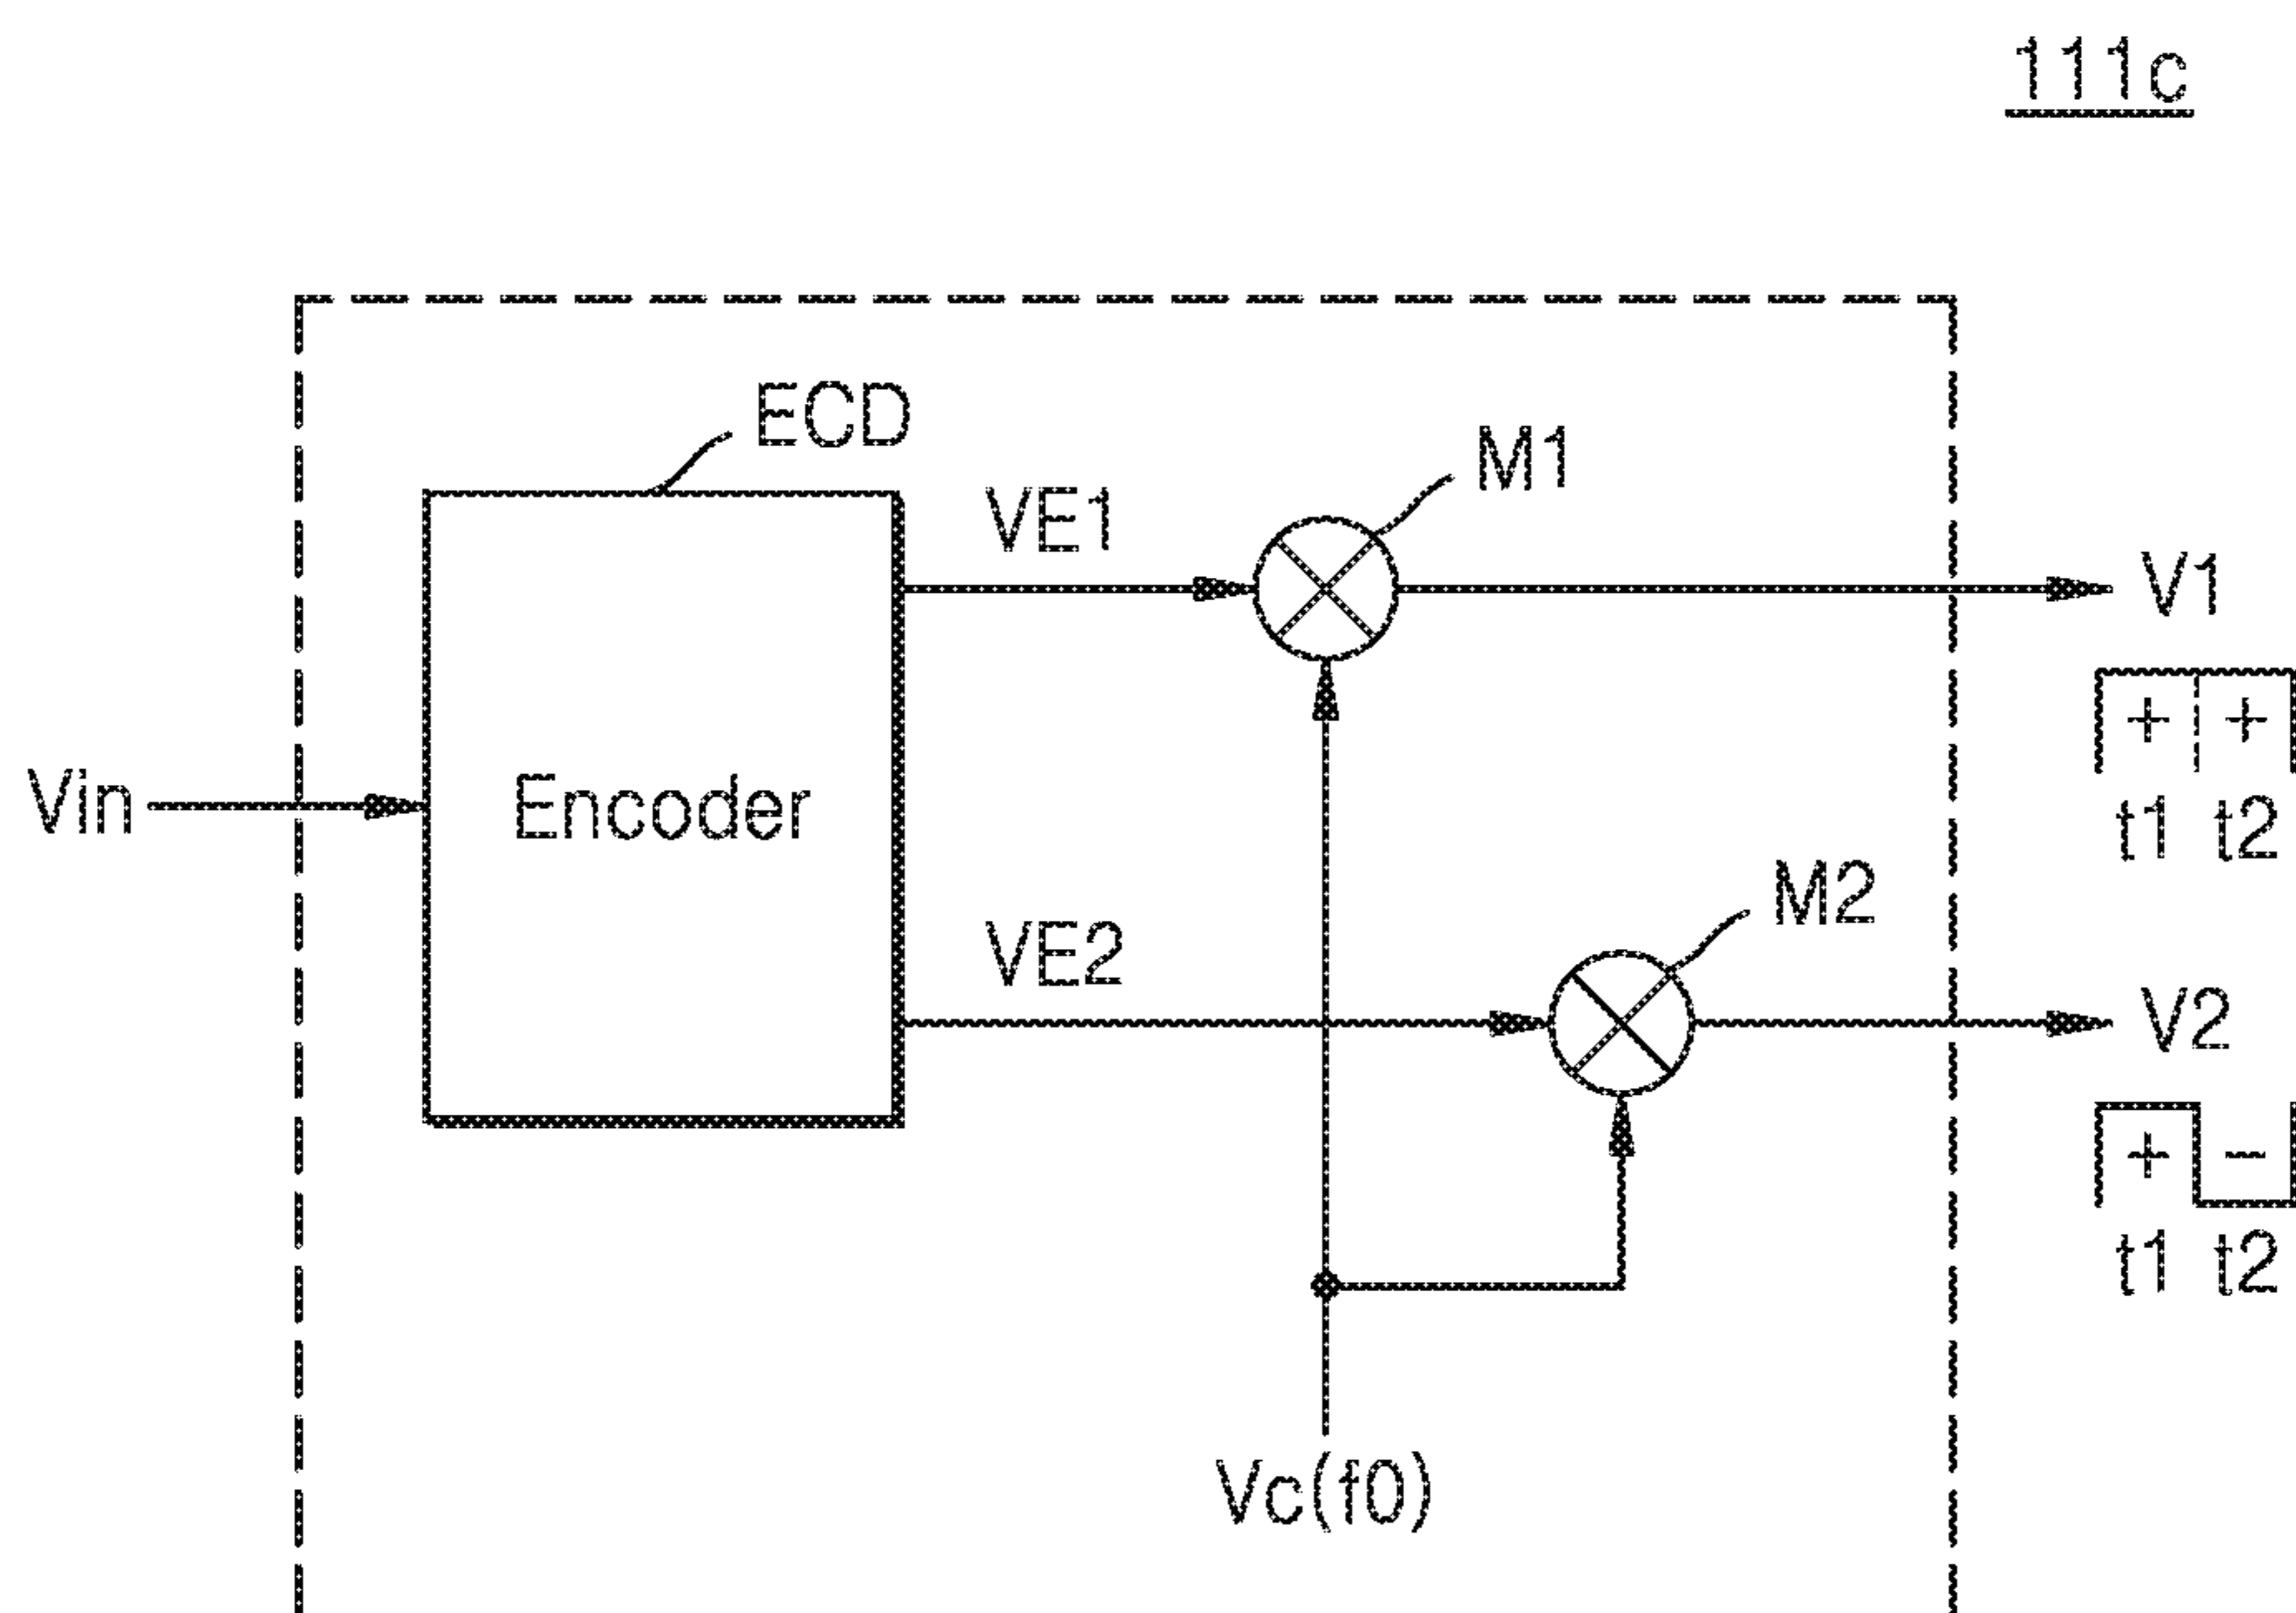 111c
ECD
M1
VE1
V1
+ +
t1 t2
Vin
Encoder
M2
VE2
V2
+ −
t1 t2
Vc(f0)